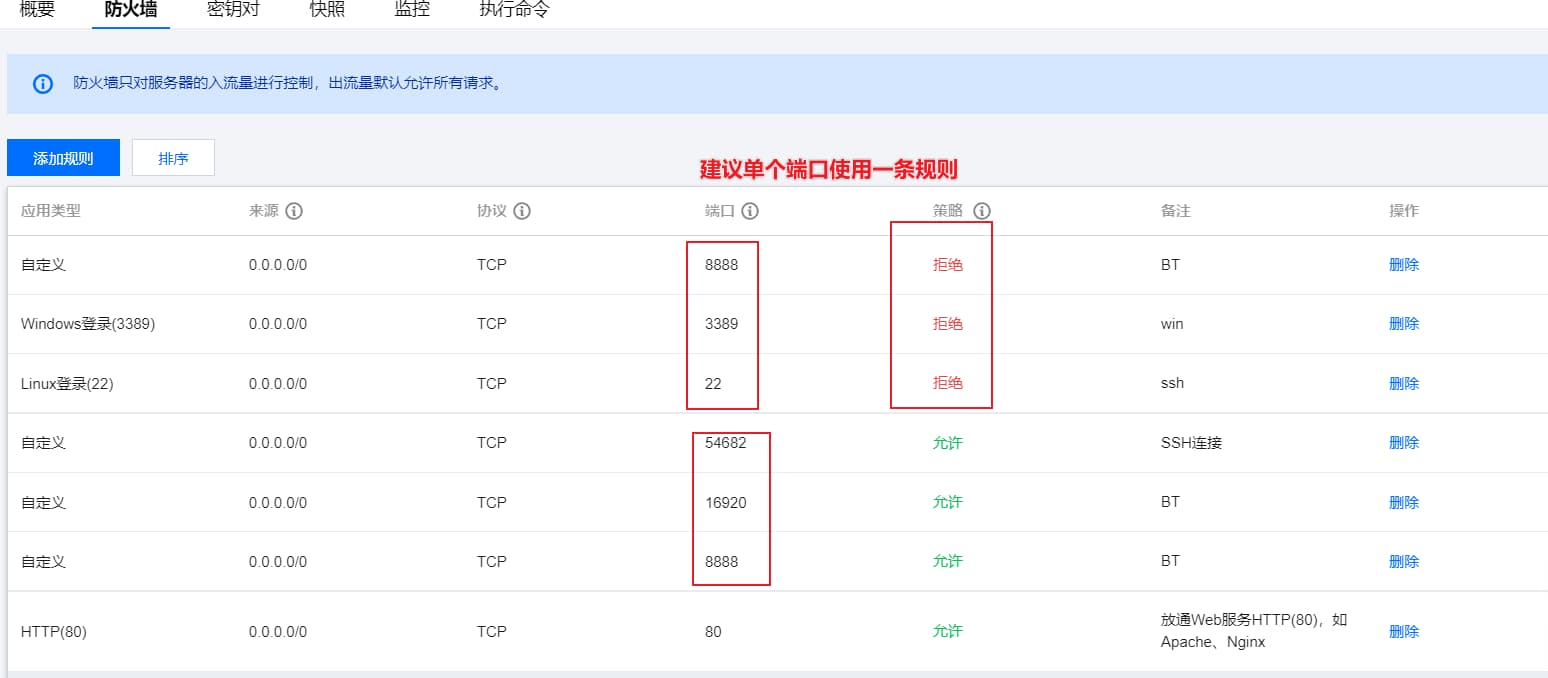 概要 防火墙 密钥对 快照 监控 执行命令
防火墙只对服务器的入流量进行控制，出流量默认允许所有请求。
添加规则 排序
建议单个端口使用一条规则
应用类型 来源 协议 端口 策略 备注 操作
自定义 0.0.0.0/0 TCP 8888 拒绝 BT 删除
Windows登录(3389) 0.0.0.0/0 TCP 3389 拒绝 win 删除
Linux登录(22) 0.0.0.0/0 TCP 22 拒绝 ssh 删除
自定义 0.0.0.0/0 TCP 54682 允许 SSH连接 删除
自定义 0.0.0.0/0 TCP 16920 允许 BT 删除
自定义 0.0.0.0/0 TCP 8888 允许 BT 删除
HTTP(80) 0.0.0.0/0 TCP 80 允许 放通Web服务HTTP(80)，如 删除
Apache、Nginx